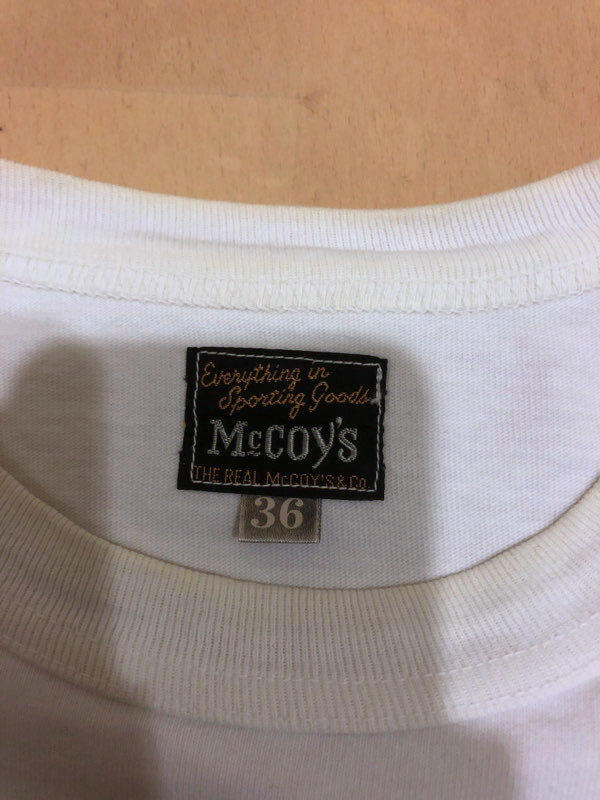 Everything in
Sporting Goods
McCOY'S
THE REAL McCOY'S & Co.
36